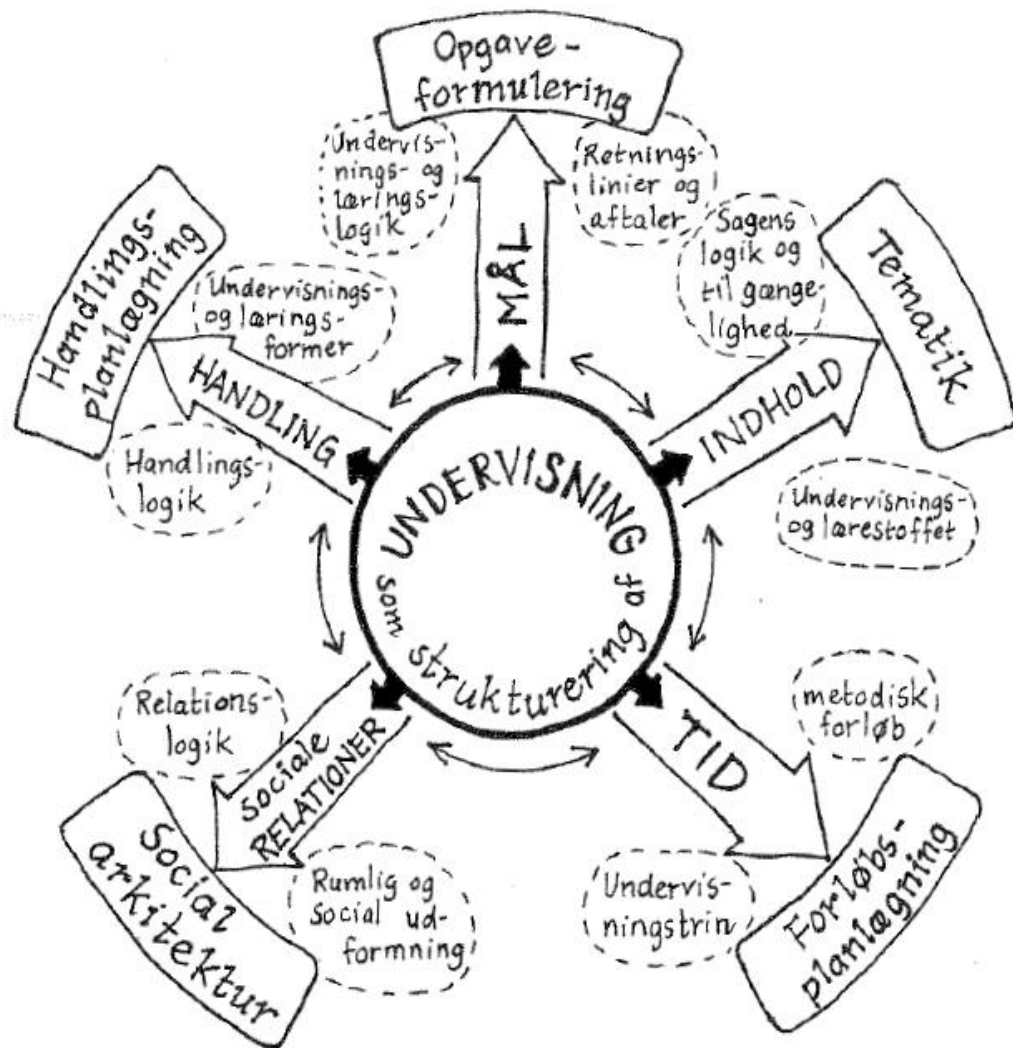 Opgave-
formulering
Undervis-
nings- og
lærings-
logik
Retnings-
linier og
aftaler
MÅL
Sagens
logik og
tilgænge-
lighed
Tematik
INDHOLD
Undervisnings-
og lærestoffet
Handlings-
planlægning
Undervisnings-
og lærings-
former
HANDLING
Handlings-
logik
UNDERVISNING
som strukturering af
Relations-
logik
SOCIALE
RELATIONER
Social
arkitektur
Rumlig og
social ud-
formning
metodisk
forløb
TID
Undervis-
ningstrin
Forløbs-
planlægning